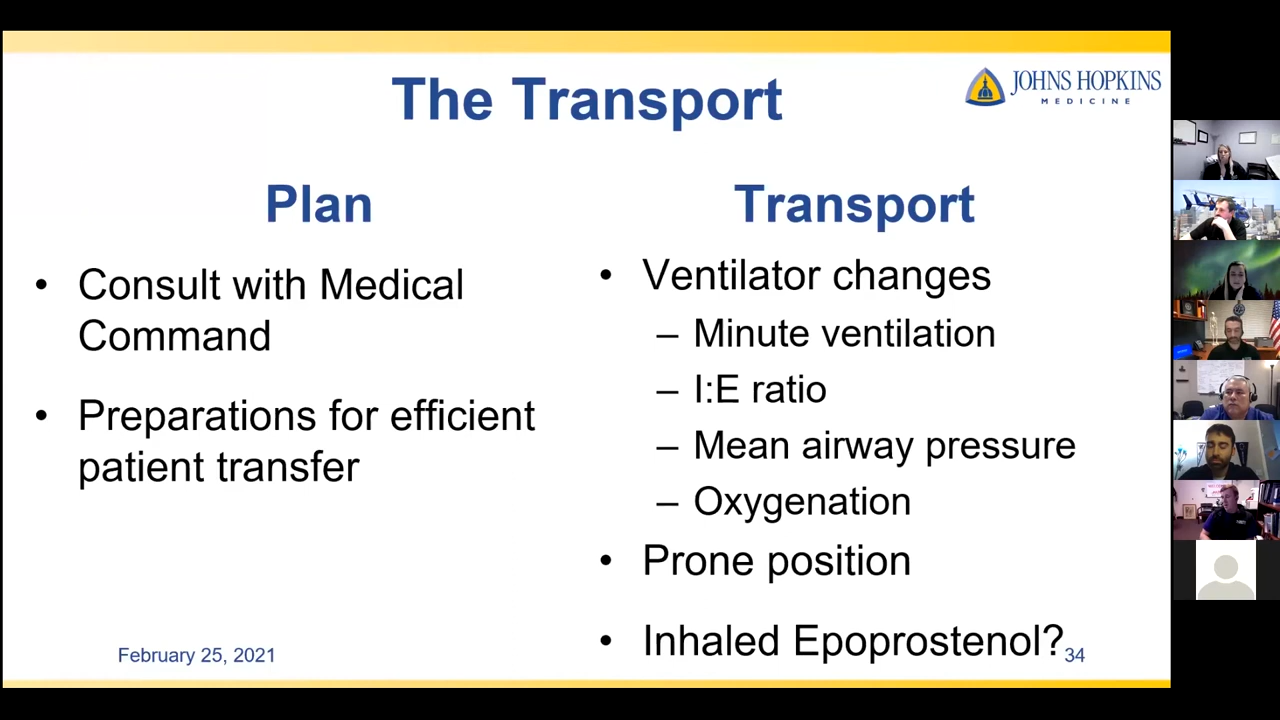 The Transport
JOHNS HOPKINS
MEDICINE
Plan
• Consult with Medical
Command
• Preparations for efficient
patient transfer
Transport
• Ventilator changes
– Minute ventilation
– I:E ratio
– Mean airway pressure
– Oxygenation
• Prone position
• Inhaled Epoprostenol?
February 25, 2021
34